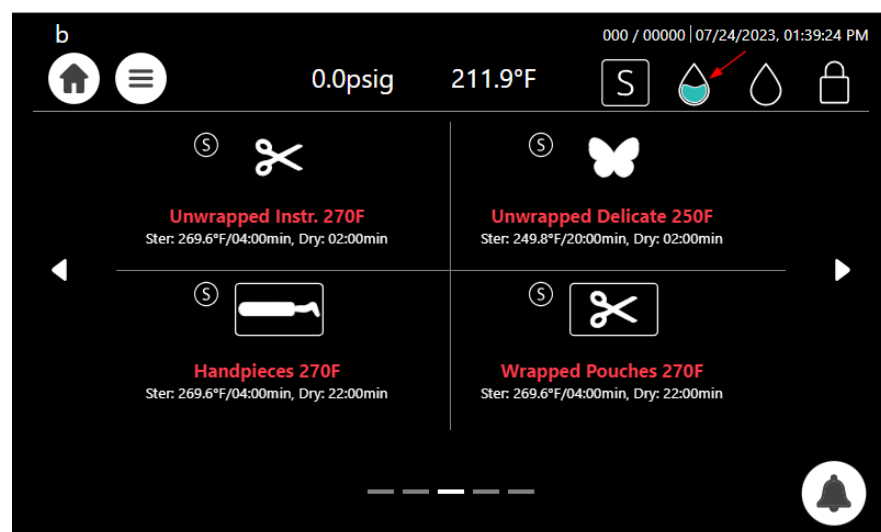 b
000 / 00000 | 07/24/2023, 01:39:24 PM
0.0psig 211.9°F S
S
Unwrapped Instr. 270F
Ster: 269.6°F/04:00min, Dry: 02:00min
S
Unwrapped Delicate 250F
Ster: 249.8°F/20:00min, Dry: 02:00min
S
Handpieces 270F
Ster: 269.6°F/04:00min, Dry: 22:00min
S
Wrapped Pouches 270F
Ster: 269.6°F/04:00min, Dry: 22:00min